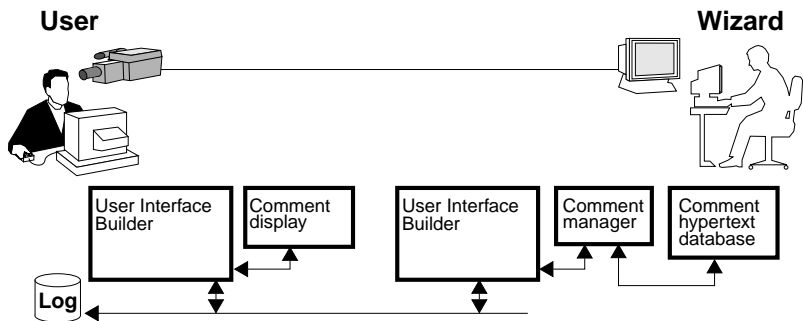 User
Wizard
User Interface
Builder
Comment
display
User Interface
Builder
Comment
manager
Comment
hypertext
database
Log